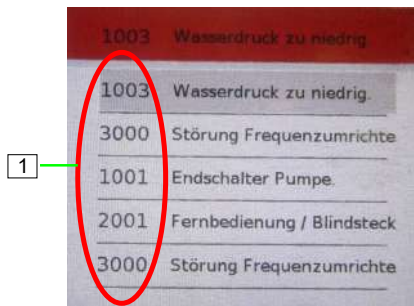 1003 Wasserdruck zu niedrig.
1003 Wasserdruck zu niedrig.
3000 Störung Frequenzumrichte
1 1001 Endschalter Pumpe.
2001 Fernbedienung / Blindsteck
3000 Störung Frequenzumrichte